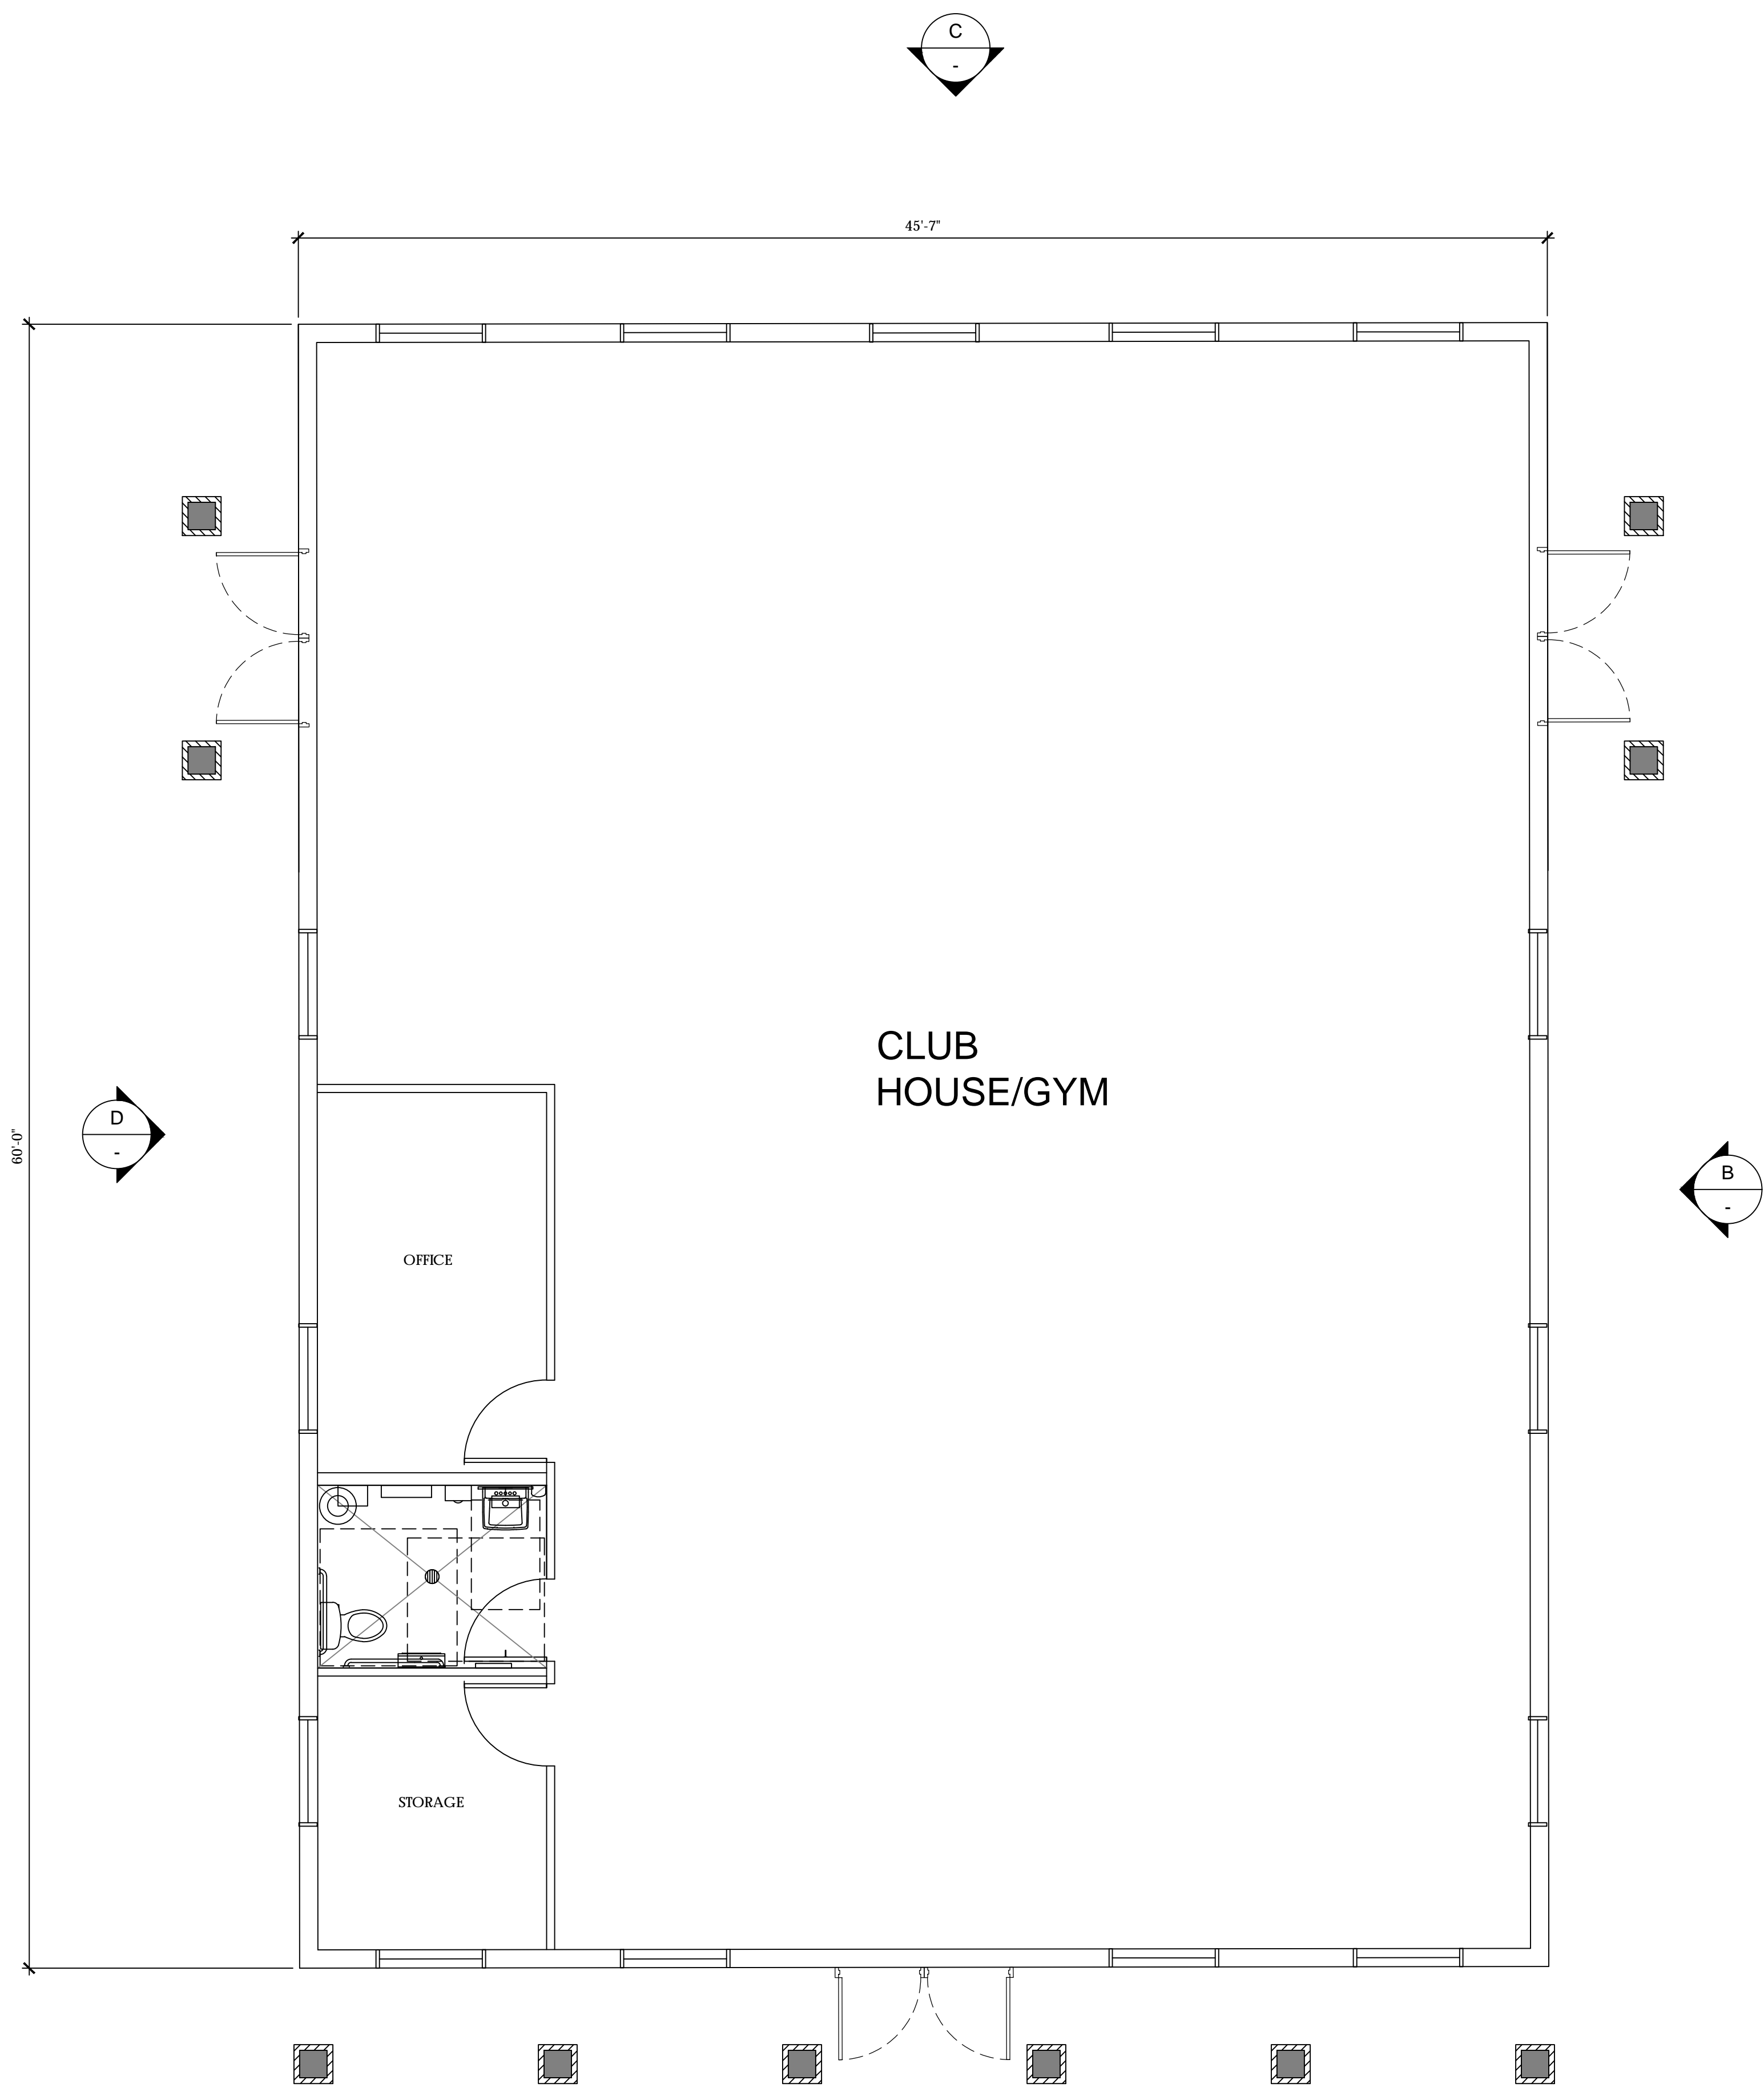 C
-
45'-7"
CLUB
HOUSE/GYM
D
-
60'-0"
B
-
OFFICE
STORAGE